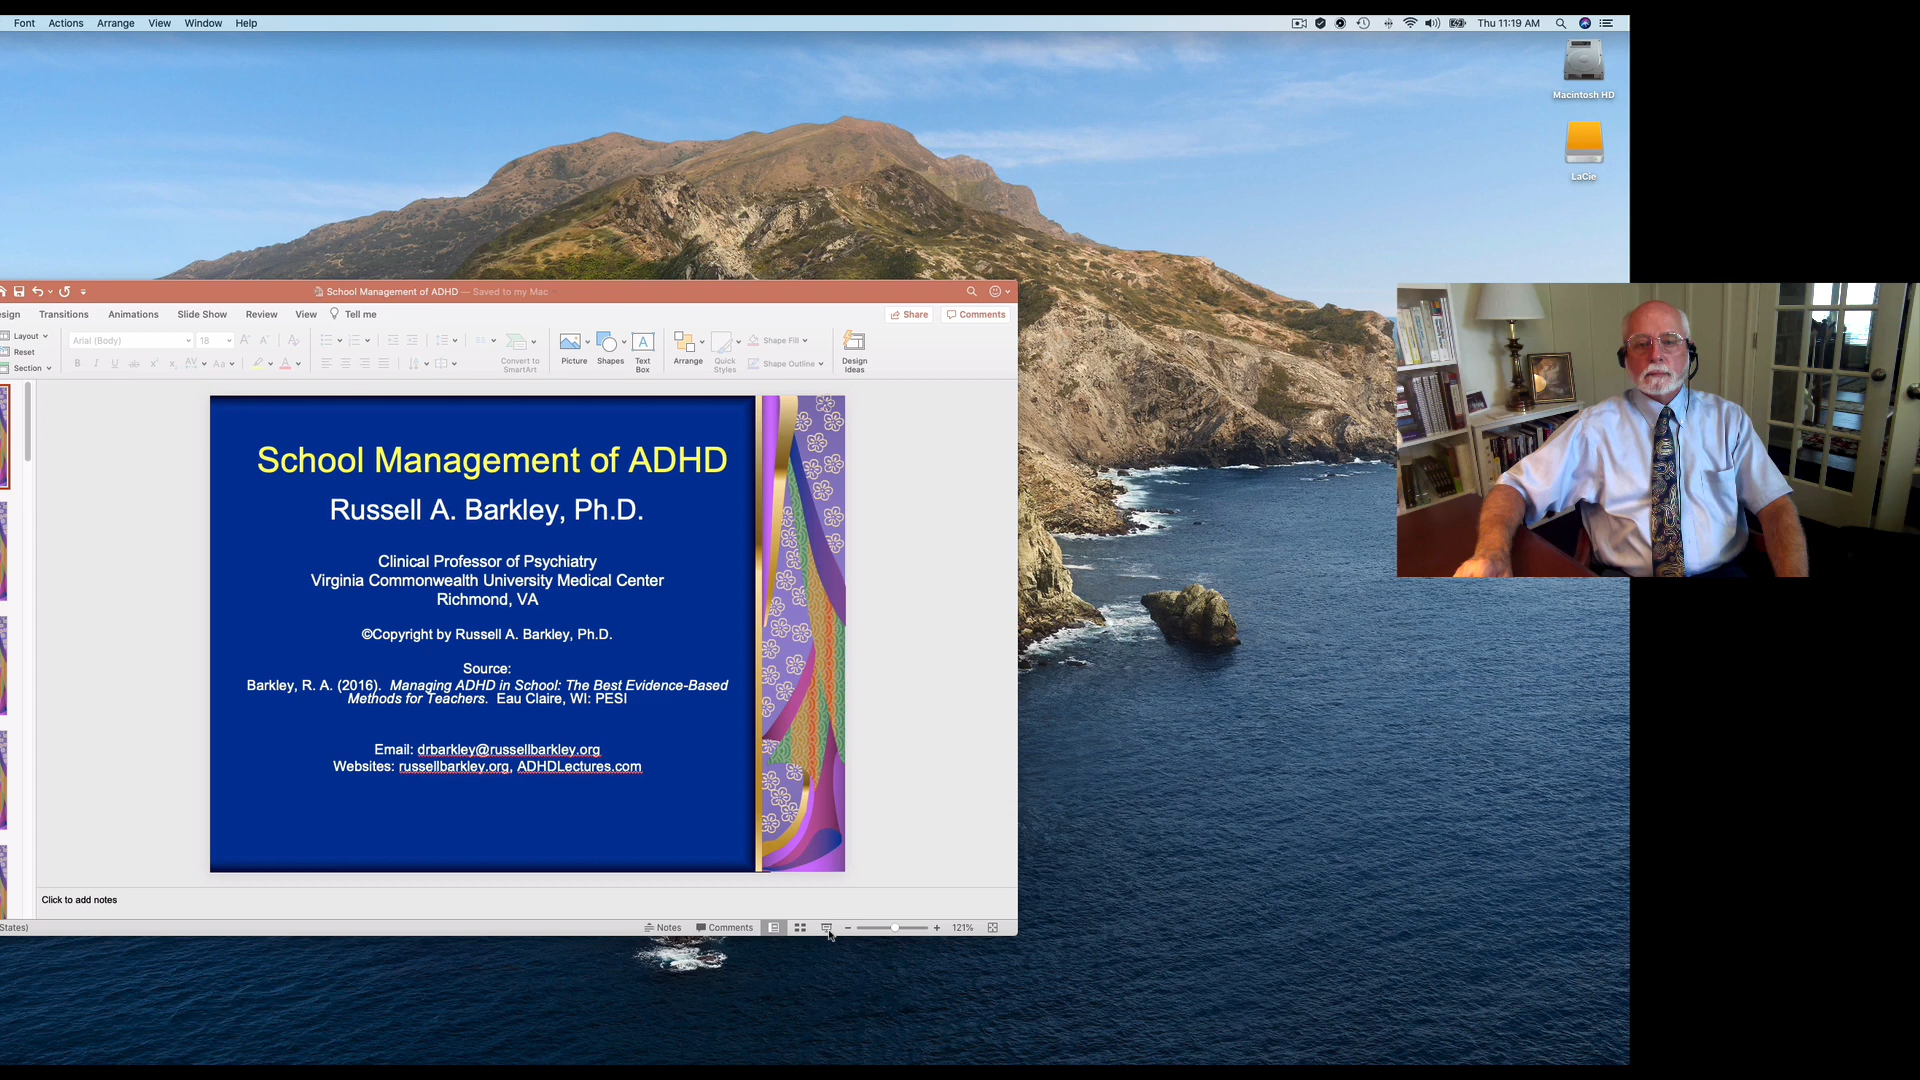 Font Actions Arrange View Window Help
Thu 11:19 AM
Macintosh HD
LaCie
School Management of ADHD — Saved to my Mac
esign Transitions Animations Slide Show Review View Tell me
Share Comments
Layout
Reset
Section
Arial (Body) 18
Convert to
SmartArt
Picture
Shapes
Text
Box
Arrange
Quick
Styles
Shape Fill
Shape Outline
Design
Ideas
School Management of ADHD
Russell A. Barkley, Ph.D.
Clinical Professor of Psychiatry
Virginia Commonwealth University Medical Center
Richmond, VA
©Copyright by Russell A. Barkley, Ph.D.
Source:
Barkley, R. A. (2016). Managing ADHD in School: The Best Evidence-Based
Methods for Teachers. Eau Claire, WI: PESI
Email: drbarkley@russellbarkley.org
Websites: russellbarkley.org, ADHDLectures.com
Click to add notes
States) Notes Comments 121%